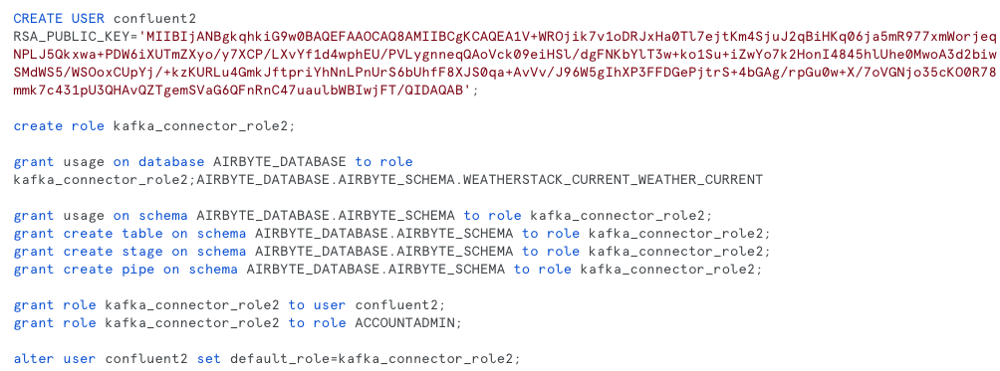 CREATE USER confluent2
RSA_PUBLIC_KEY='MIIBIjANBgkqhkiG9w0BAQEFAAOCAQ8AMIIBCgKCAQEA1V+WROjik7v1oDRJxHa0Tl7ejtKm4SjuJ2qBiHKq06ja5mR977xmWorjeq
NPLJ5Qkxwa+PDW6iXUTmZXyo/y7XCP/LXvYf1d4wphEU/PVLygnneqQAoVck09eiHSl/dgFNKbYlT3w+ko1Su+iZwYo7k2HonI4845hlUhe0MwoA3d2biw
SMdWS5/WSOoxCUpYj/+kzKURLu4GmkJftpriYhNnLPnUrS6bUhfF8XJS0qa+AvVv/J96W5gIhXP3FFDGePjtrS+4bGAg/rpGu0w+X/7oVGNjo35cKO0R78
mmk7c431pU3QHAvQZTgemSVaG6QFnRnC47uaulbWBIwjFT/QIDAQAB';
create role kafka_connector_role2;
grant usage on database AIRBYTE_DATABASE to role
kafka_connector_role2;AIRBYTE_DATABASE.AIRBYTE_SCHEMA.WEATHERSTACK_CURRENT_WEATHER_CURRENT
grant usage on schema AIRBYTE_DATABASE.AIRBYTE_SCHEMA to role kafka_connector_role2;
grant create table on schema AIRBYTE_DATABASE.AIRBYTE_SCHEMA to role kafka_connector_role2;
grant create stage on schema AIRBYTE_DATABASE.AIRBYTE_SCHEMA to role kafka_connector_role2;
grant create pipe on schema AIRBYTE_DATABASE.AIRBYTE_SCHEMA to role kafka_connector_role2;
grant role kafka_connector_role2 to user confluent2;
grant role kafka_connector_role2 to role ACCOUNTADMIN;
alter user confluent2 set default_role=kafka_connector_role2;